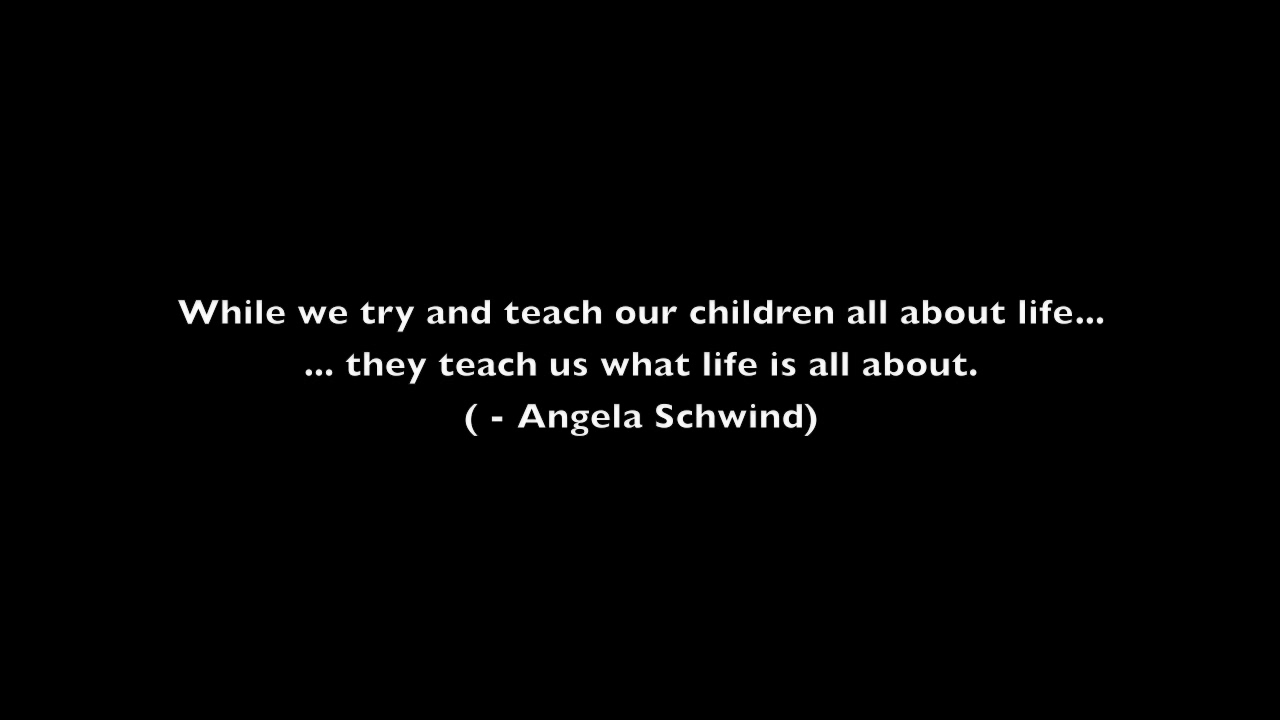 While we try and teach our children all about life...
... they teach us what life is all about.
( - Angela Schwind)